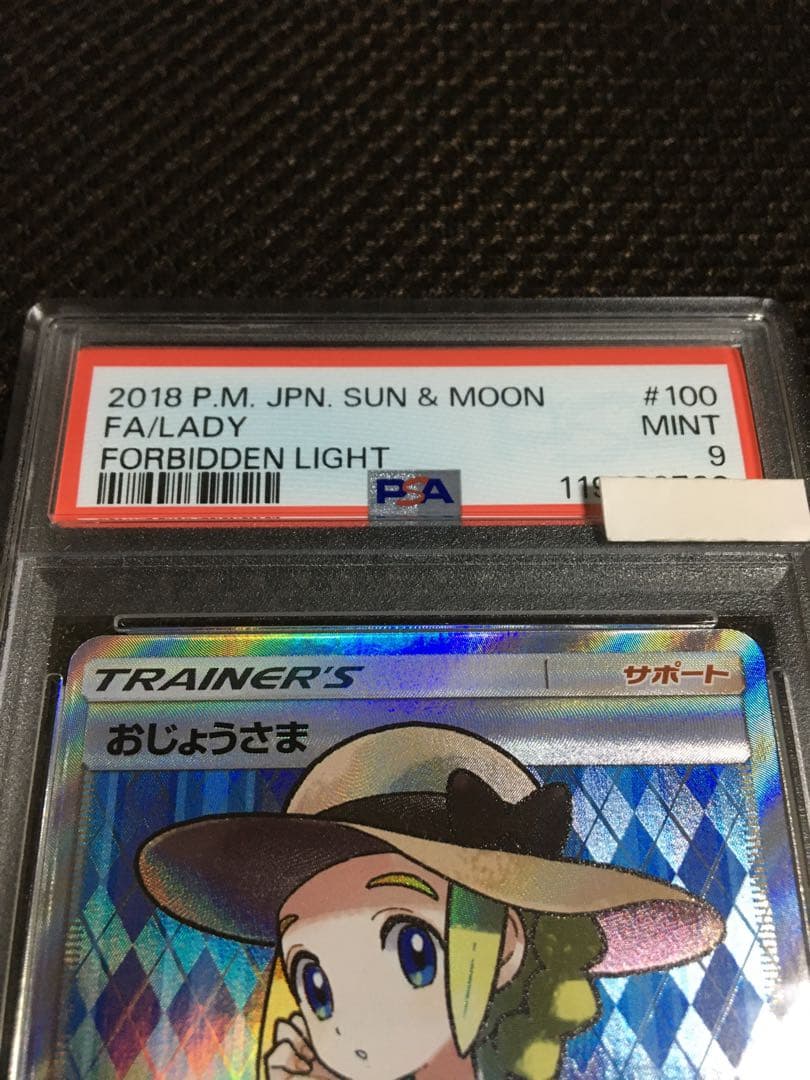 2018 P.M. JPN. SUN & MOON #100
FA/LADY MINT
FORBIDDEN LIGHT 9
PSA
TRAINER'S サポート
おじょうさま